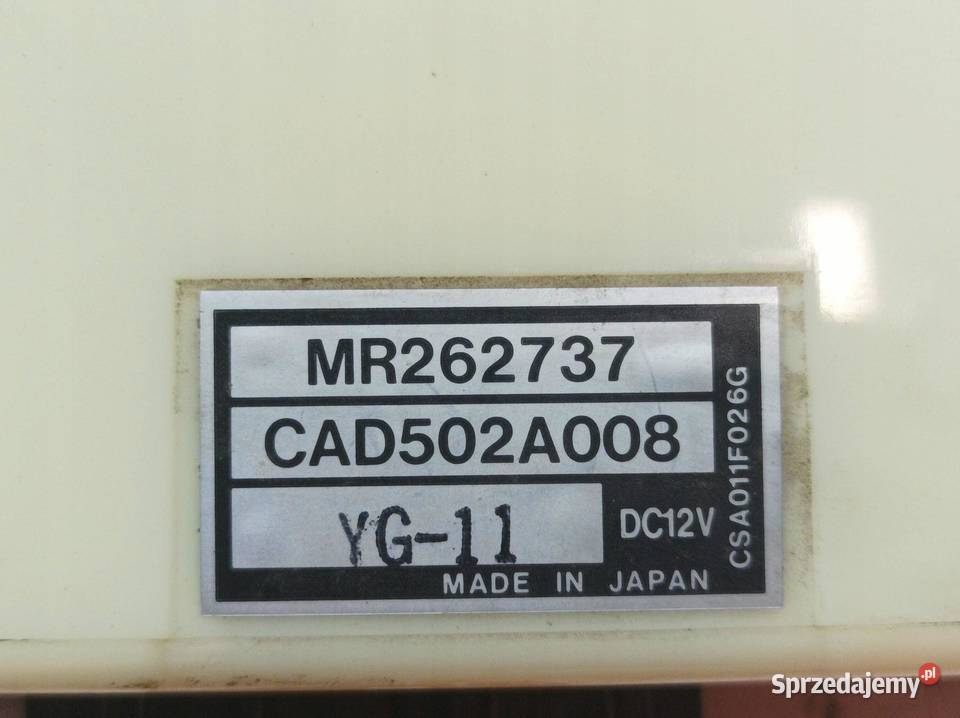 MR262737
CAD502A008
YG-11
DC12V
MADE IN JAPAN
CSA011F026G
Sprzedajemy.pl